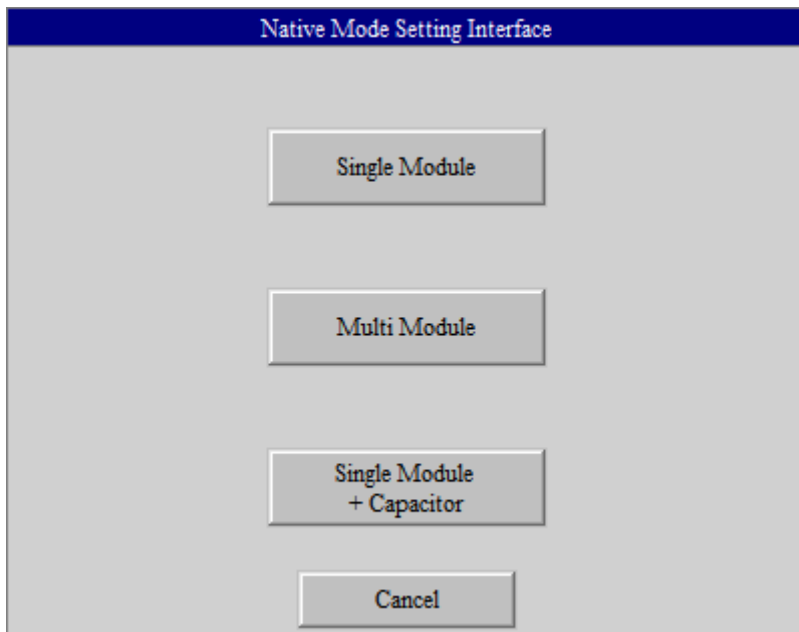 Native Mode Setting Interface
Single Module
Multi Module
Single Module
+ Capacitor
Cancel